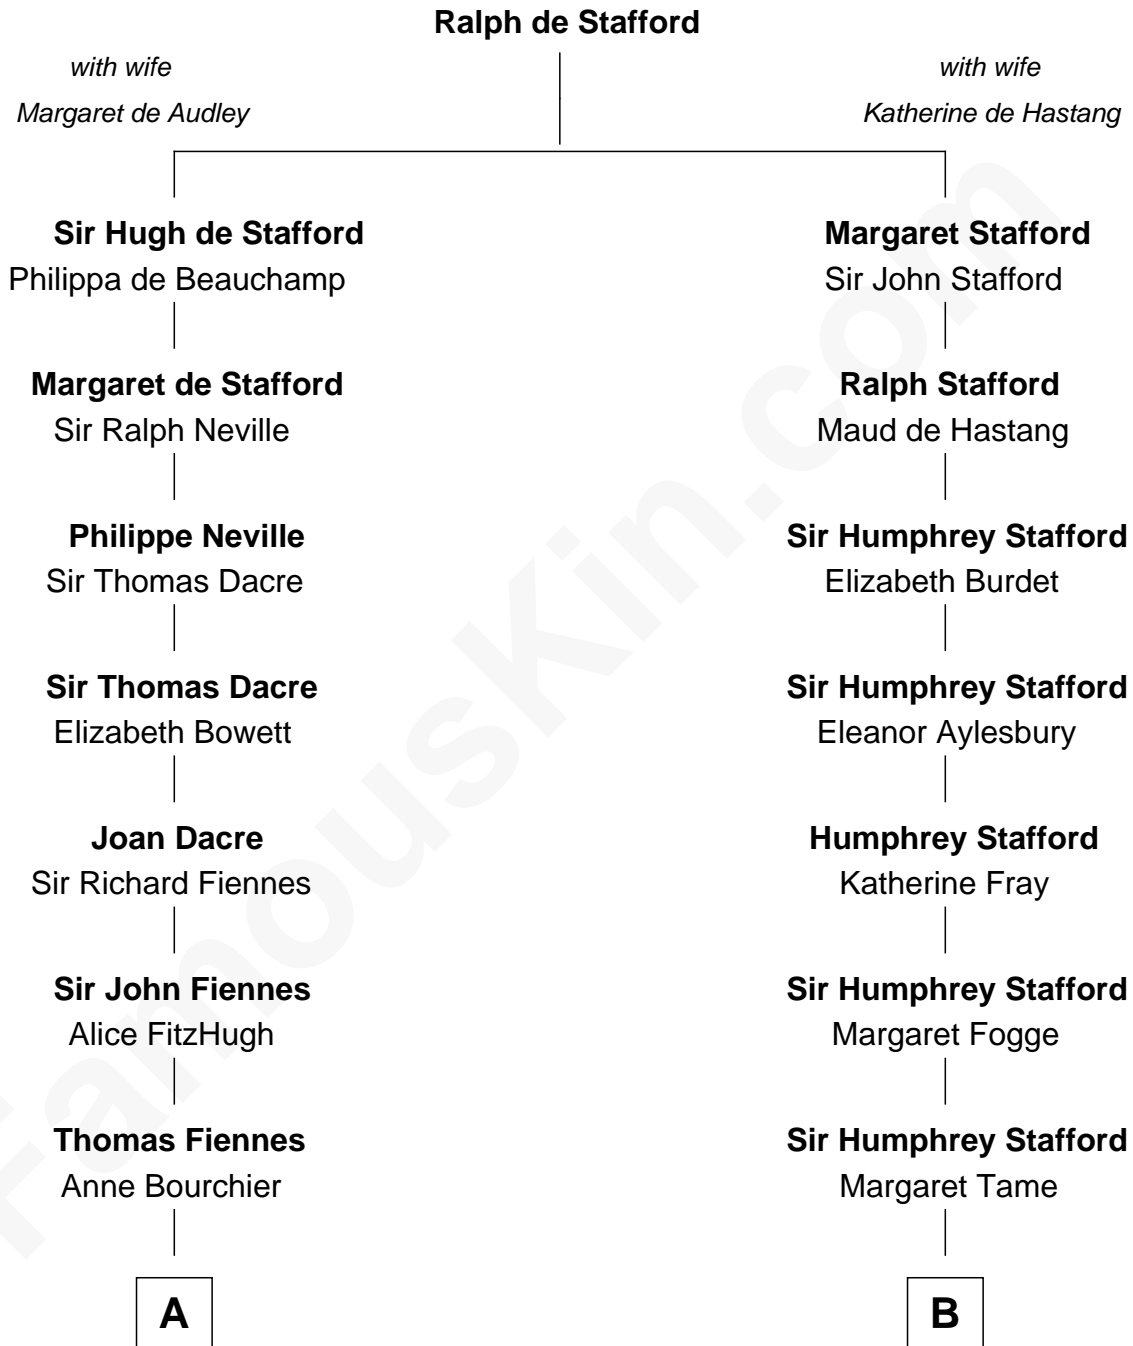 Ralph de Stafford
with wife
Margaret de Audley
with wife
Katherine de Hastang
Sir Hugh de Stafford
Philippa de Beauchamp
Margaret Stafford
Sir John Stafford
Margaret de Stafford
Sir Ralph Neville
Ralph Stafford
Maud de Hastang
Philippe Neville
Sir Thomas Dacre
Sir Humphrey Stafford
Elizabeth Burdet
Sir Thomas Dacre
Elizabeth Bowett
Sir Humphrey Stafford
Eleanor Aylesbury
Joan Dacre
Sir Richard Fiennes
Humphrey Stafford
Katherine Fray
Sir John Fiennes
Alice FitzHugh
Sir Humphrey Stafford
Margaret Fogge
Thomas Fiennes
Anne Bourchier
Sir Humphrey Stafford
Margaret Tame
A
B
FamousKin.com